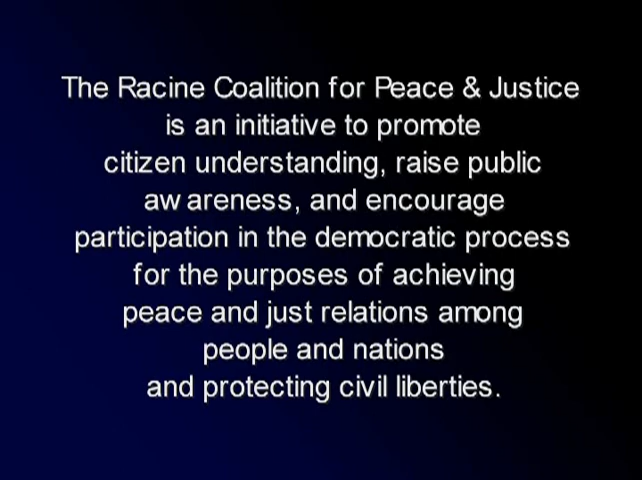 The Racine Coalition for Peace & Justice
is an initiative to promote
citizen understanding, raise public
aw areness, and encourage
participation in the democratic process
for the purposes of achieving
peace and just relations among
people and nations
and protecting civil liberties.